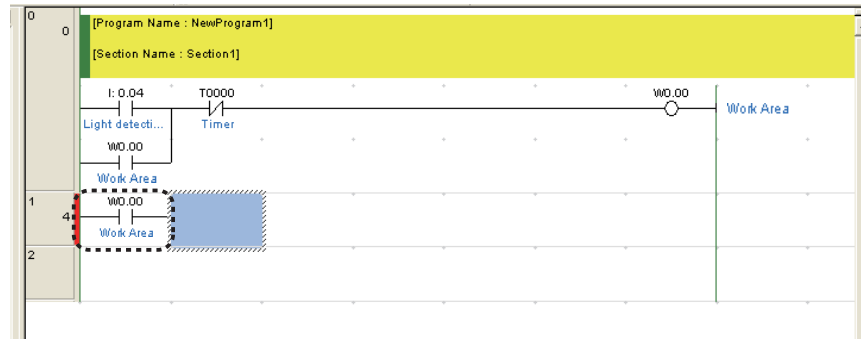 0
0
[Program Name : NewProgram1]
[Section Name : Section1]
I: 0.04
T0000
W0.00
Light detecti...
Timer
Work Area
W0.00
Work Area
1
4
W0.00
Work Area
2